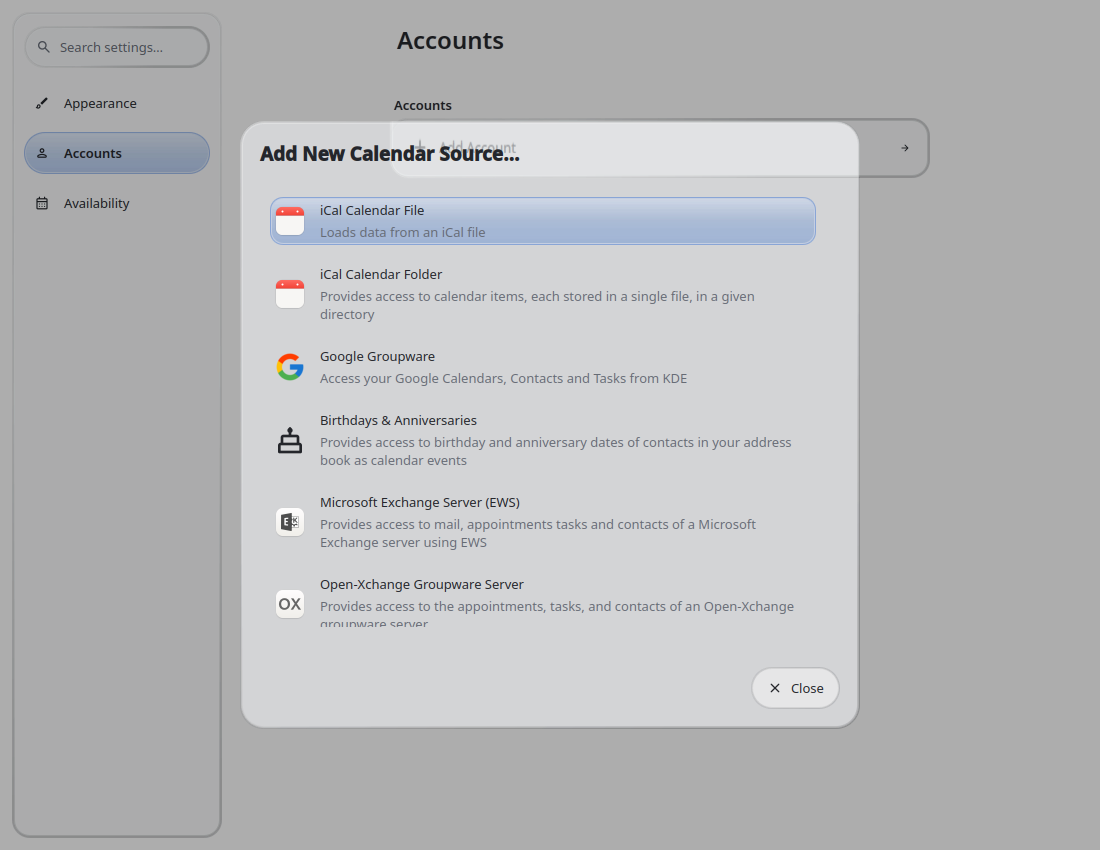 Search settings...
Appearance
Accounts
Availability
Accounts
Accounts
Add Account
Add New Calendar Source...
iCal Calendar File
Loads data from an iCal file
iCal Calendar Folder
Provides access to calendar items, each stored in a single file, in a given
directory
Google Groupware
Access your Google Calendars, Contacts and Tasks from KDE
Birthdays & Anniversaries
Provides access to birthday and anniversary dates of contacts in your address
book as calendar events
Microsoft Exchange Server (EWS)
Provides access to mail, appointments tasks and contacts of a Microsoft
Exchange server using EWS
OX
Open-Xchange Groupware Server
Provides access to the appointments, tasks, and contacts of an Open-Xchange
groupware server
Close